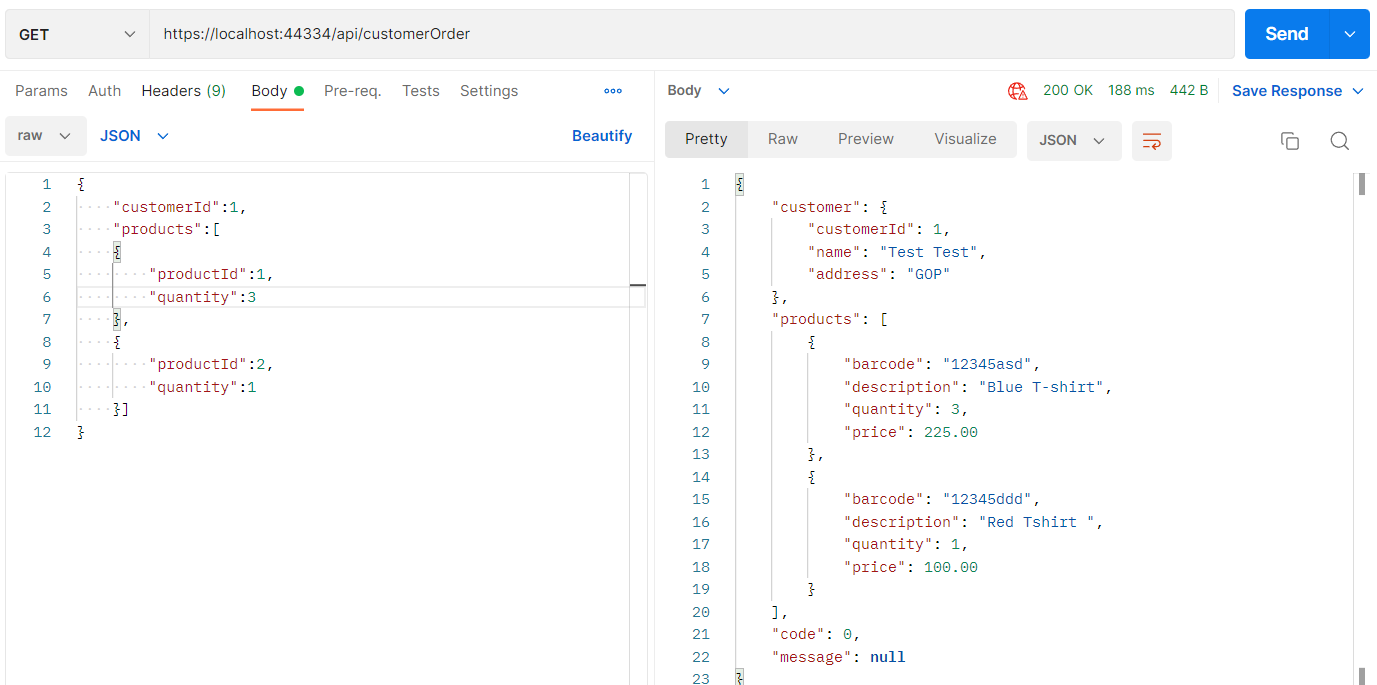 GET https://localhost:44334/api/customerOrder Send
Params Auth Headers (9) Body Pre-req. Tests Settings
raw JSON Beautify
1 {
2 "customerId":1,
3 "products":[
4 {
5 "productId":1,
6 "quantity":3
7 },
8 {
9 "productId":2,
10 "quantity":1
11 }]
12 }
Body 200 OK 188 ms 442 B Save Response
Pretty Raw Preview Visualize JSON
1 {
2 "customer": {
3 "customerId": 1,
4 "name": "Test Test",
5 "address": "GOP"
6 },
7 "products": [
8 {
9 "barcode": "12345asd",
10 "description": "Blue T-shirt",
11 "quantity": 3,
12 "price": 225.00
13 },
14 {
15 "barcode": "12345ddd",
16 "description": "Red Tshirt ",
17 "quantity": 1,
18 "price": 100.00
19 }
20 ],
21 "code": 0,
22 "message": null
23 }